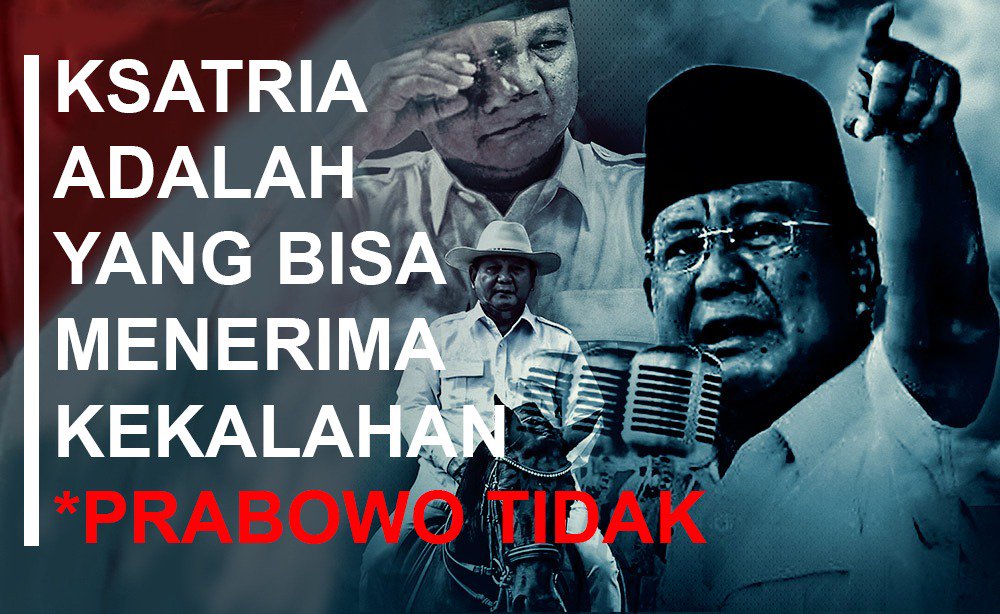 KSATRIA
ADALAH
YANG BISA
MENERIMA
KEKALAHAN
*PRABOWO TIDAK